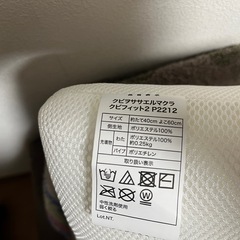 クビヲササエルマクラ
クビフィット2 P2212
サイズ 約たて40cm よこ60cm
側生地 ポリエステル100%
充填物 わた ポリエステル100% 約0.25kg
パイプ ポリエチレン
取り扱い表示
中性洗剤使用
弱く絞る
Lot.NT.